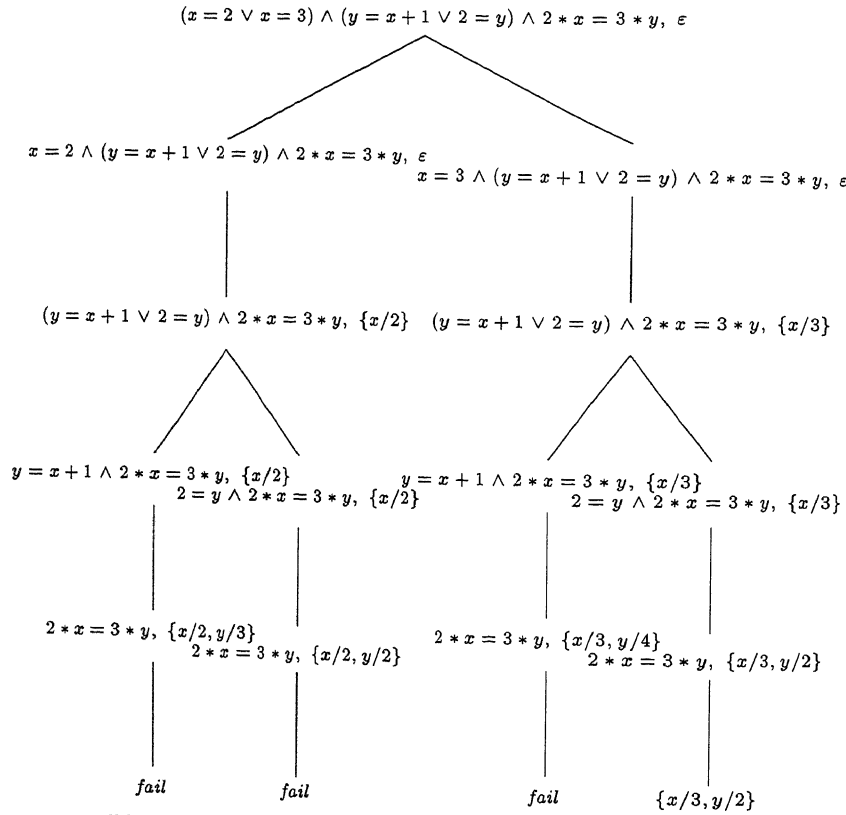 (x = 2 ∨ x = 3) ∧ (y = x + 1 ∨ 2 = y) ∧ 2 * x = 3 * y, ε
x = 2 ∧ (y = x + 1 ∨ 2 = y) ∧ 2 * x = 3 * y, ε
x = 3 ∧ (y = x + 1 ∨ 2 = y) ∧ 2 * x = 3 * y, ε
(y = x + 1 ∨ 2 = y) ∧ 2 * x = 3 * y, {x/2}
(y = x + 1 ∨ 2 = y) ∧ 2 * x = 3 * y, {x/3}
y = x + 1 ∧ 2 * x = 3 * y, {x/2}
2 = y ∧ 2 * x = 3 * y, {x/2}
y = x + 1 ∧ 2 * x = 3 * y, {x/3}
2 = y ∧ 2 * x = 3 * y, {x/3}
2 * x = 3 * y, {x/2, y/3}
2 * x = 3 * y, {x/2, y/2}
2 * x = 3 * y, {x/3, y/4}
2 * x = 3 * y, {x/3, y/2}
fail
fail
fail
{x/3, y/2}